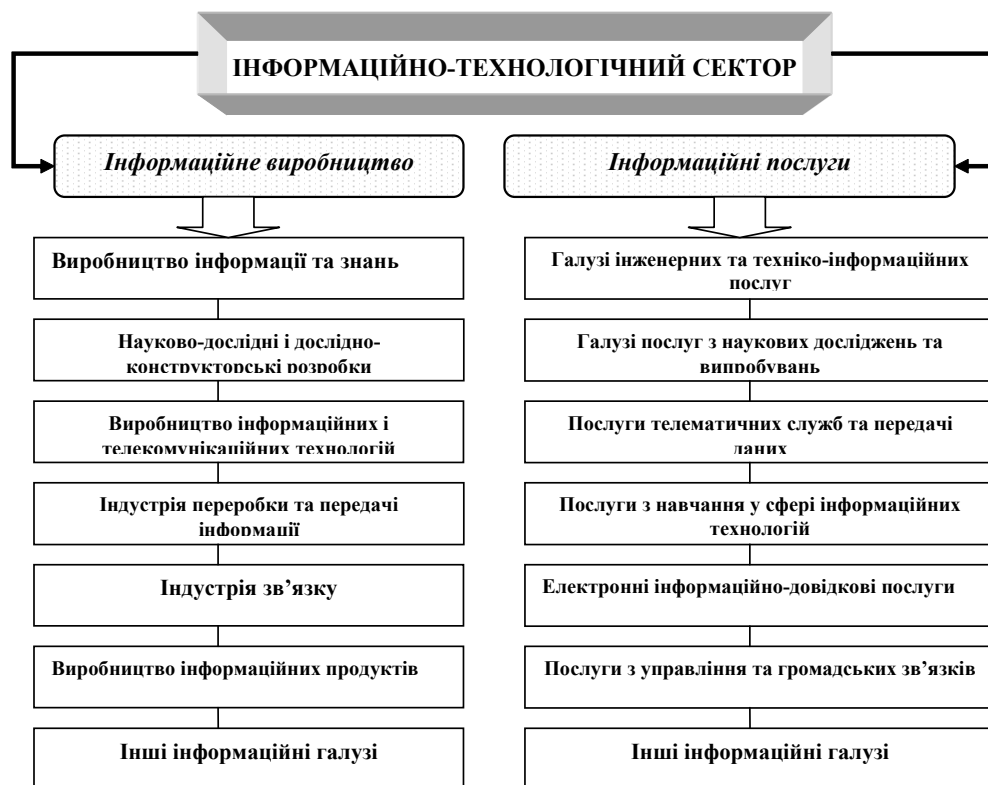 ІНФОРМАЦІЙНО-ТЕХНОЛОГІЧНИЙ СЕКТОР
Інформаційне виробництво
Виробництво інформації та знань
Науково-дослідні і дослідно-
конструкторські розробки
Виробництво інформаційних і
телекомунікаційних технологій
Індустрія переробки та передачі
інформації
Індустрія зв’язку
Виробництво інформаційних продуктів
Інші інформаційні галузі
Інформаційні послуги
Галузі інженерних та техніко-інформаційних
послуг
Галузі послуг з наукових досліджень та
випробувань
Послуги телематичних служб та передачі
даних
Послуги з навчання у сфері інформаційних
технологій
Електронні інформаційно-довідкові послуги
Послуги з управління та громадських зв’язків
Інші інформаційні галузі